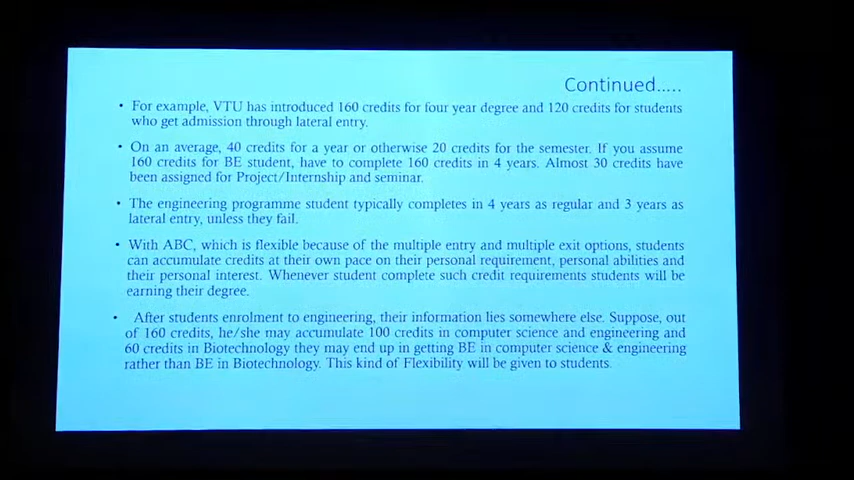 Continued.....
• For example, VTU has introduced 160 credits for four year degree and 120 credits for students
who get admission through lateral entry.
• On an average, 40 credits for a year or otherwise 20 credits for the semester. If you assume
160 credits for BE student, have to complete 160 credits in 4 years. Almost 30 credits have
been assigned for Project/Internship and seminar.
• The engineering programme student typically completes in 4 years as regular and 3 years as
lateral entry, unless they fail.
• With ABC, which is flexible because of the multiple entry and multiple exit options, students
can accumulate credits at their own pace on their personal requirement, personal abilities and
their personal interest. Whenever student complete such credit requirements students will be
earning their degree.
• After students enrolment to engineering, their information lies somewhere else. Suppose, out
of 160 credits, he/she may accumulate 100 credits in computer science and engineering and
60 credits in Biotechnology they may end up in getting BE in computer science & engineering
rather than BE in Biotechnology. This kind of Flexibility will be given to students.